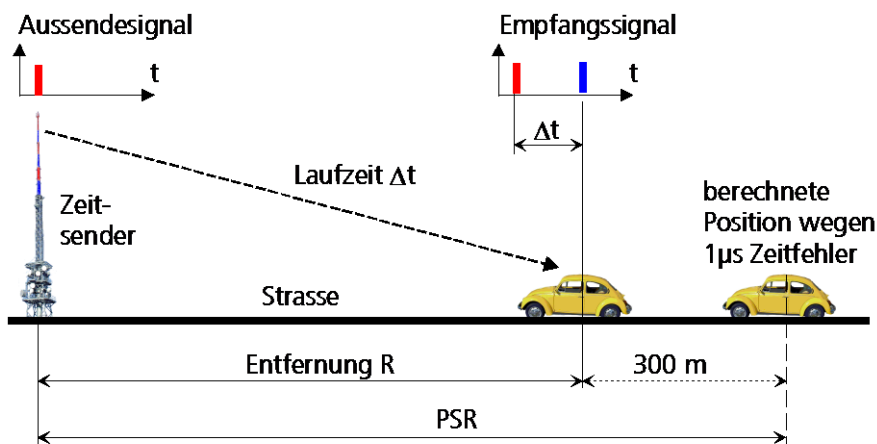 Aussendesignal
t
Empfangssignal
t
Δt
Laufzeit Δt
Zeit-
sender
berechnete
Position wegen
1µs Zeitfehler
Strasse
Entfernung R
300 m
PSR